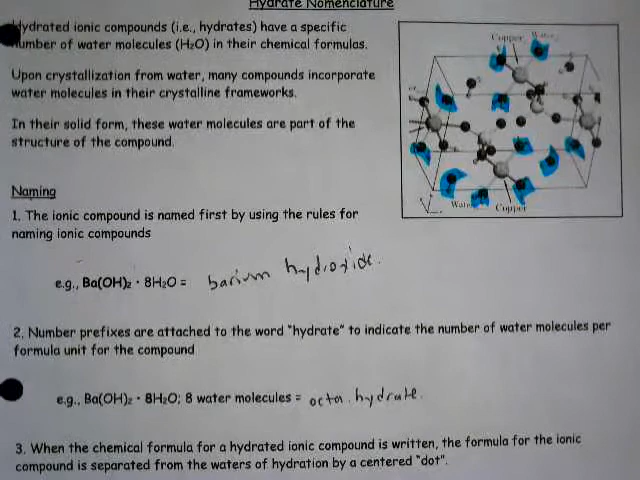 Hydrate Nomenclature
Hydrated ionic compounds (i.e., hydrates) have a specific
number of water molecules (H₂O) in their chemical formulas.
Upon crystallization from water, many compounds incorporate
water molecules in their crystalline frameworks.
In their solid form, these water molecules are part of the
structure of the compound.
Copper Water
Water Copper
Naming
1. The ionic compound is named first by using the rules for
naming ionic compounds
e.g., Ba(OH)₂ · 8H₂O = barium hydroxide.
2. Number prefixes are attached to the word "hydrate" to indicate the number of water molecules per
formula unit for the compound
e.g., Ba(OH)₂ · 8H₂O; 8 water molecules = octa.hydrate.
3. When the chemical formula for a hydrated ionic compound is written, the formula for the ionic
compound is separated from the waters of hydration by a centered "dot".